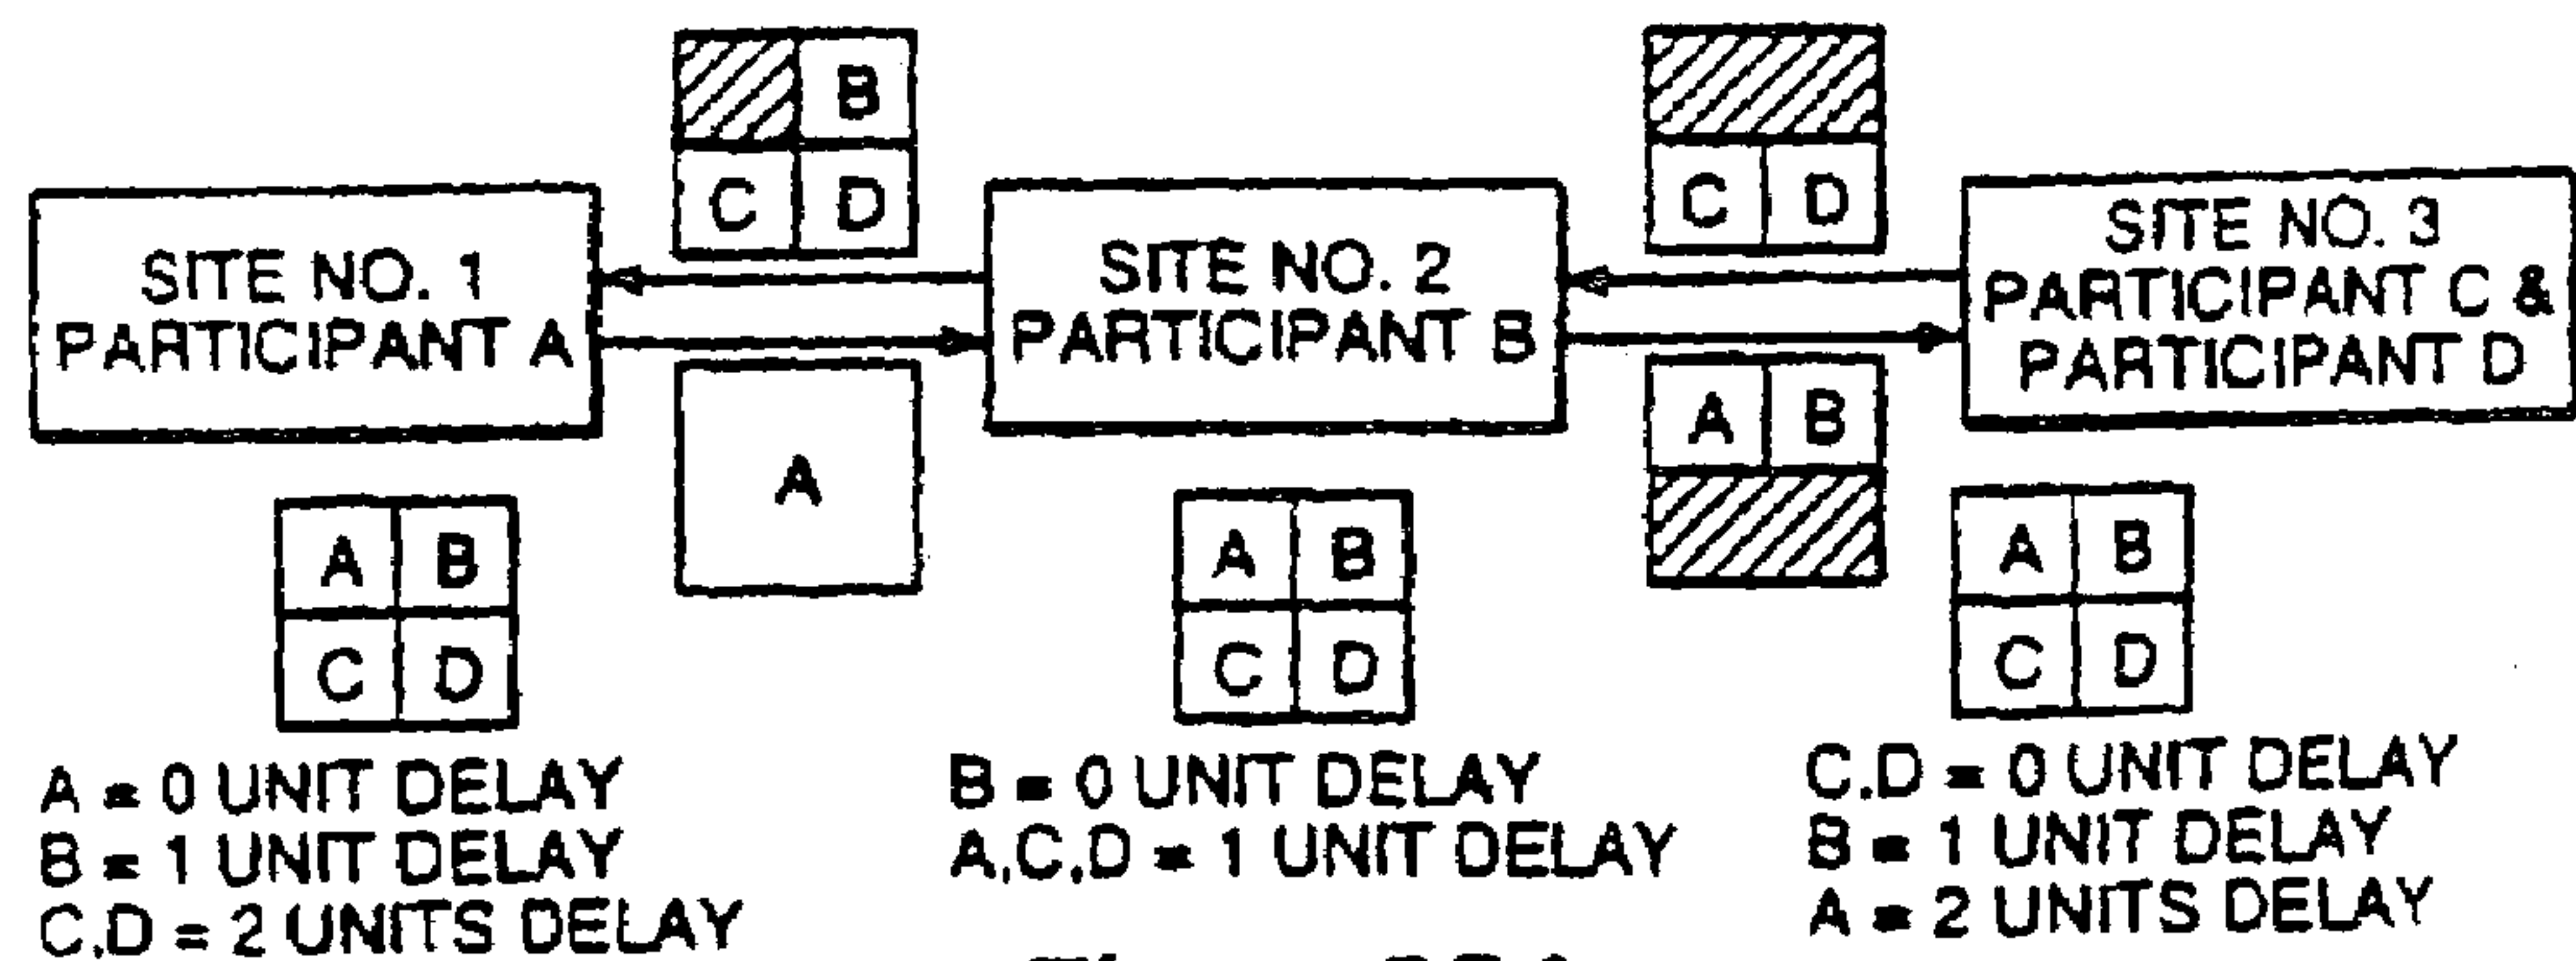 B
C D
C D
SITE NO. 1
PARTICIPANT A
SITE NO. 2
PARTICIPANT B
SITE NO. 3
PARTICIPANT C &
PARTICIPANT D
A
A B
A B
C D
A B
C D
A B
C D
A = 0 UNIT DELAY
B = 1 UNIT DELAY
C,D = 2 UNITS DELAY
B = 0 UNIT DELAY
A,C,D = 1 UNIT DELAY
C,D = 0 UNIT DELAY
B = 1 UNIT DELAY
A = 2 UNITS DELAY